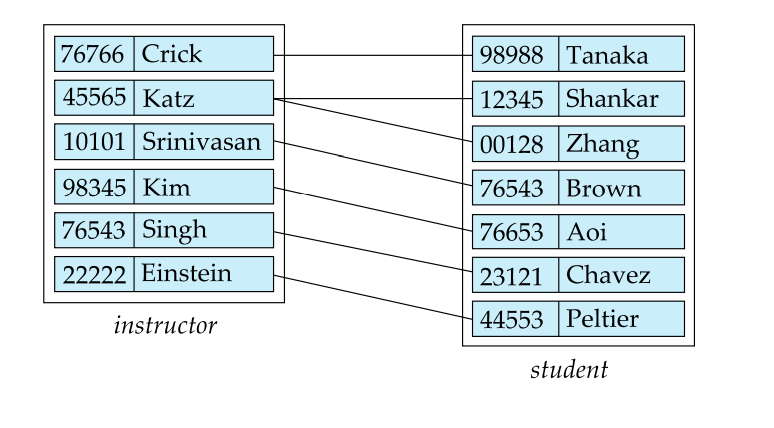 76766 Crick
45565 Katz
10101 Srinivasan
98345 Kim
76543 Singh
22222 Einstein
instructor
98988 Tanaka
12345 Shankar
00128 Zhang
76543 Brown
76653 Aoi
23121 Chavez
44553 Peltier
student